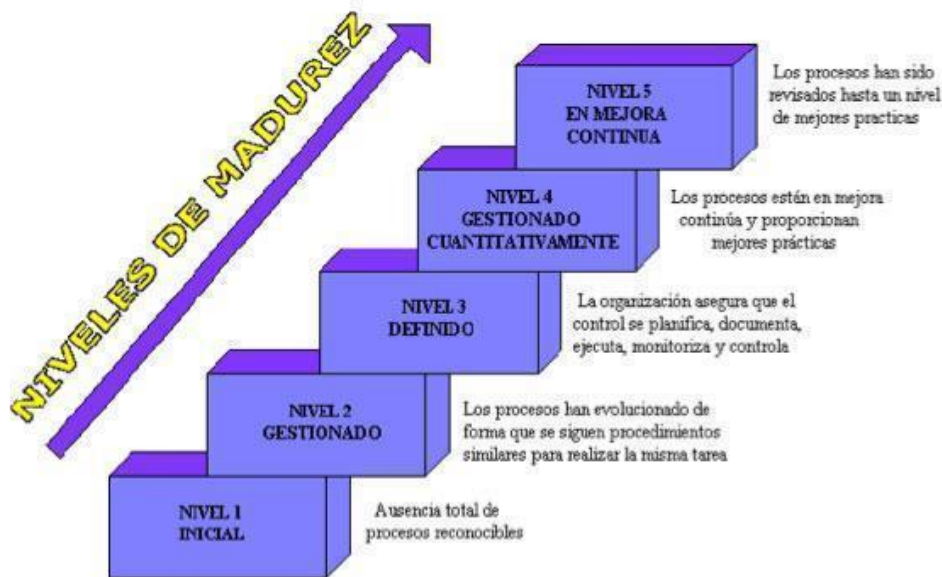 NIVELES DE MADUREZ
NIVEL 5
EN MEJORA
CONTINUA
Los procesos han sido
revisados hasta un nivel
de mejores practicas
NIVEL 4
GESTIONADO
CUANTITATIVAMENTE
Los procesos están en mejora
continúa y proporcionan
mejores prácticas
NIVEL 3
DEFINIDO
La organización asegura que el
control se planifica, documenta,
ejecuta, monitoriza y controla
NIVEL 2
GESTIONADO
Los procesos han evolucionado de
forma que se siguen procedimientos
similares para realizar la misma tarea
NIVEL 1
INICIAL
Ausencia total de
procesos reconocibles